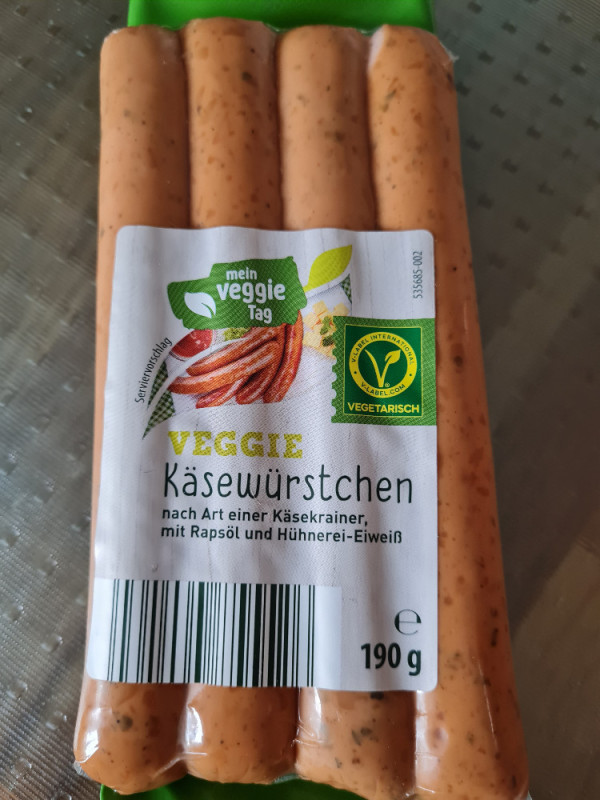 mein
veggie
Tag
535685-002
Serviervorschlag
V-LABEL INTERNATIONAL
V-LABEL.COM
VEGETARISCH
VEGGIE
Käsewürstchen
nach Art einer Käsekrainer,
mit Rapsöl und Hühnerei-Eiweiß
℮
190 g